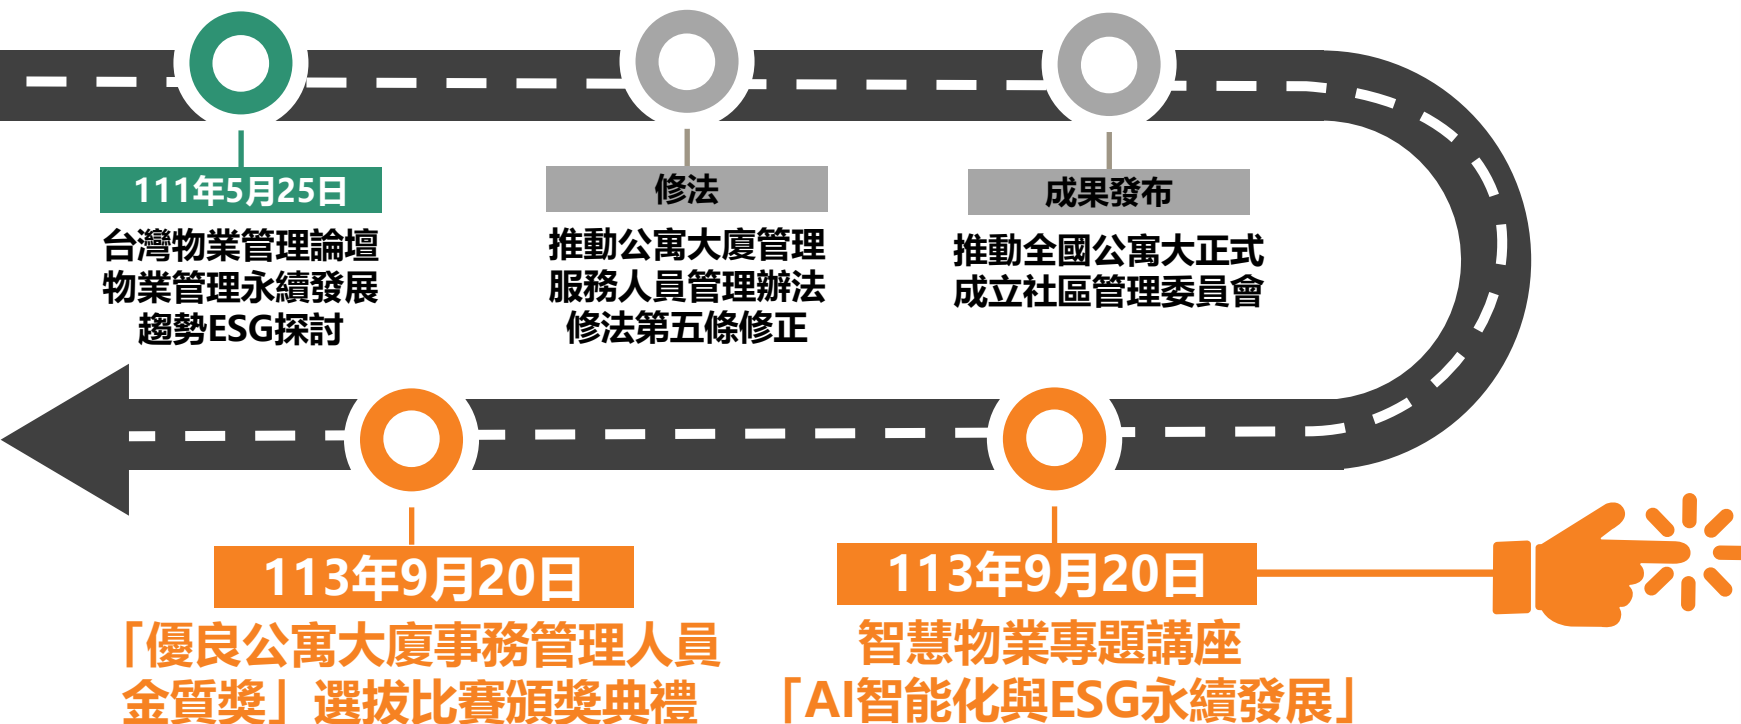 111年5月25日
台灣物業管理論壇
物業管理永續發展
趨勢ESG探討
修法
推動公寓大廈管理
服務人員管理辦法
修法第五條修正
成果發布
推動全國公寓大正式
成立社區管理委員會
113年9月20日
智慧物業專題講座
「AI智能化與ESG永續發展」
113年9月20日
「優良公寓大廈事務管理人員
金質獎」選拔比賽頒獎典禮